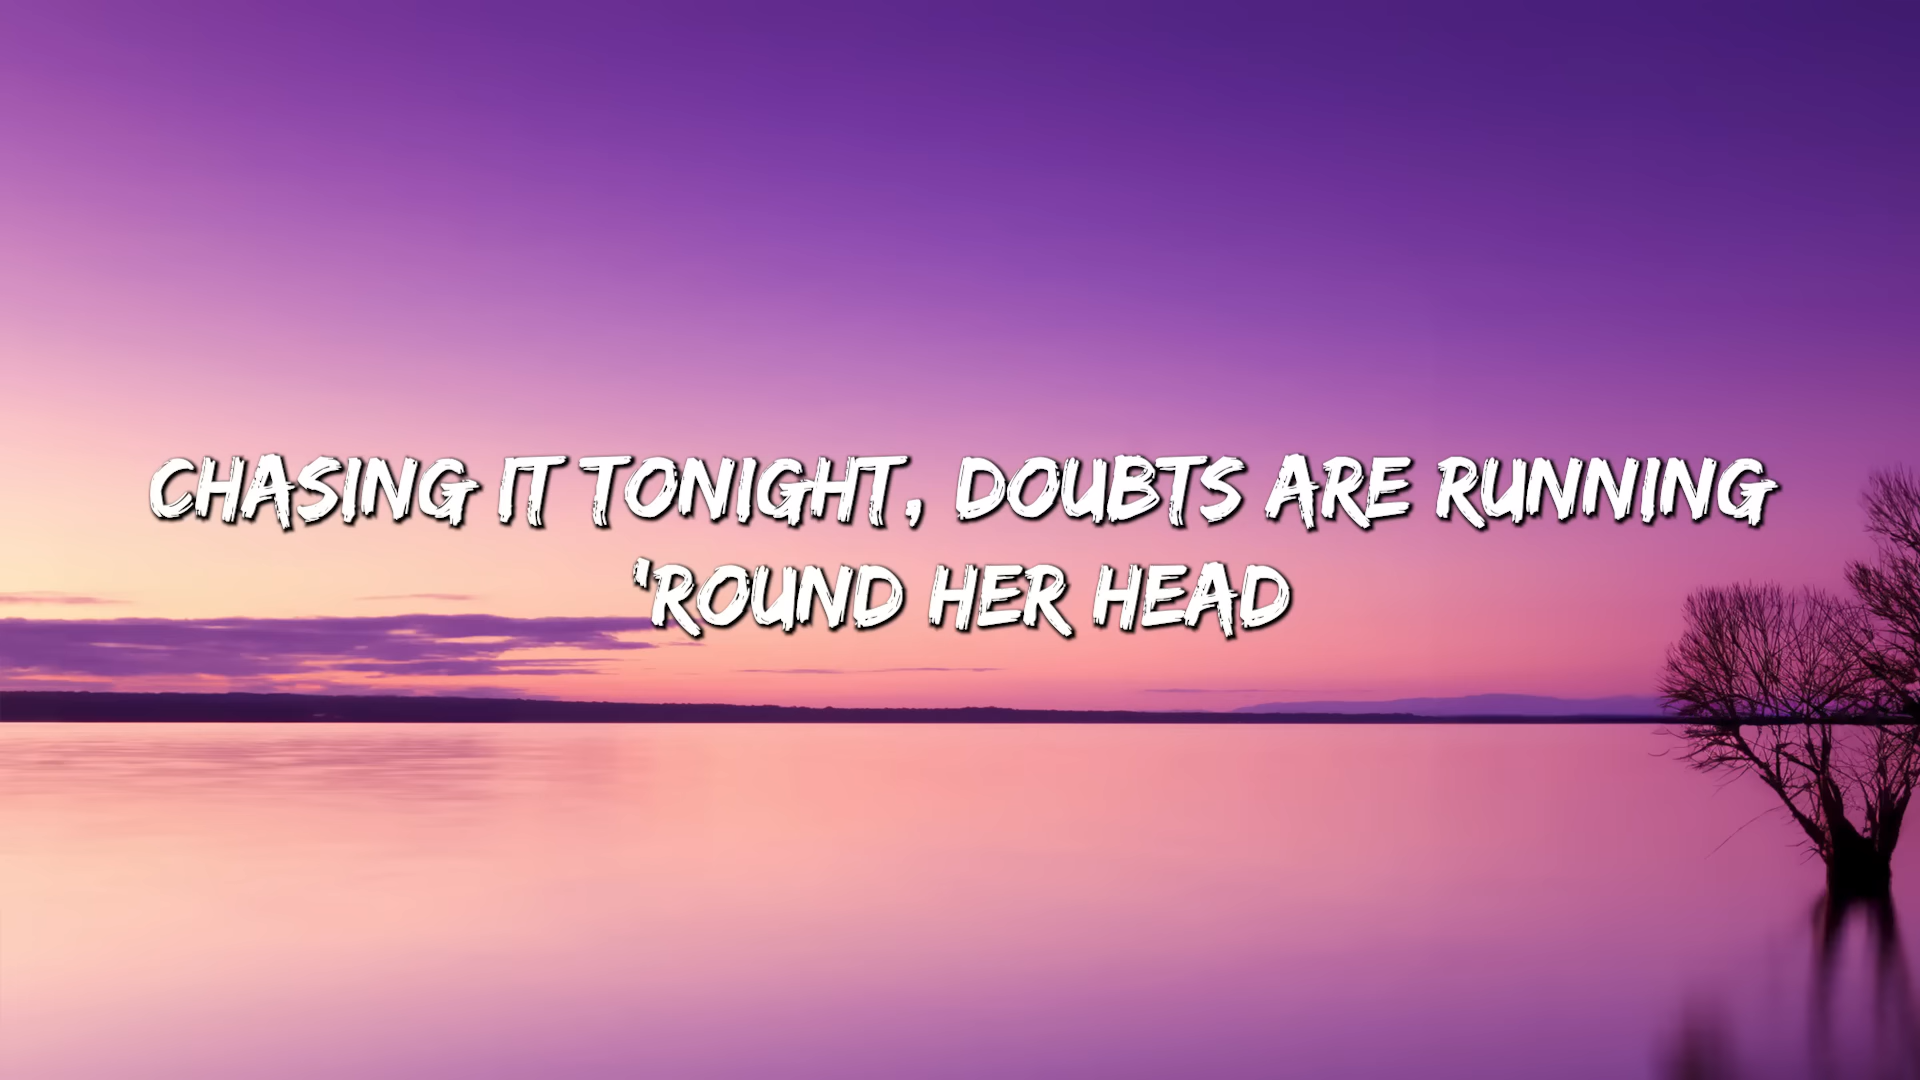 CHASING IT TONIGHT, DOUBTS ARE RUNNING
'ROUND HER HEAD